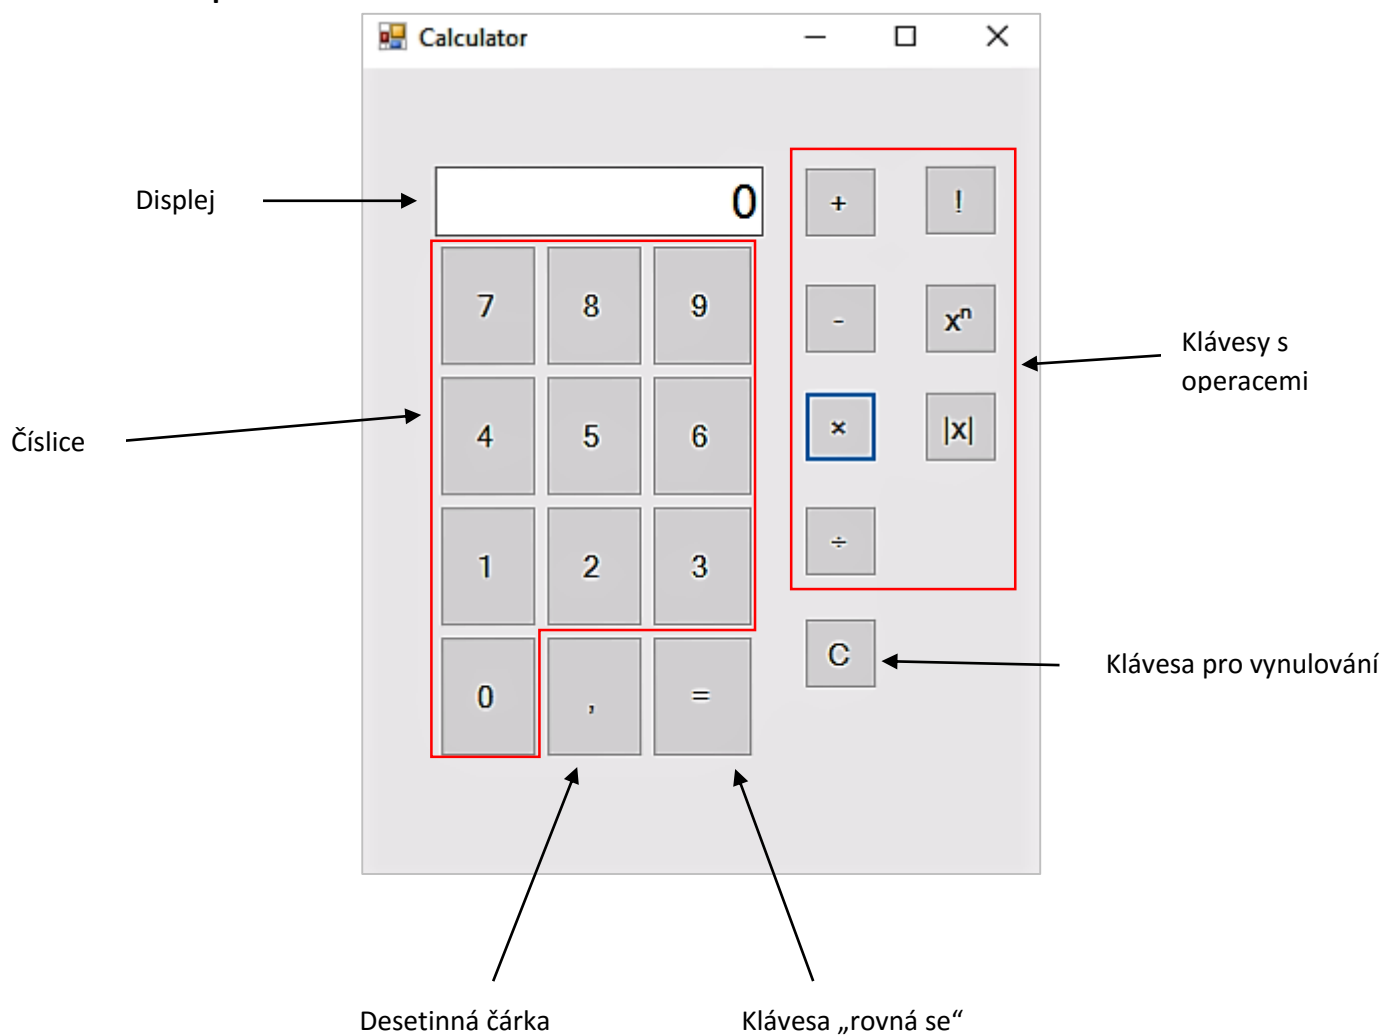 Calculator
Displej
0
+
!
7
8
9
-
xⁿ
Klávesy s
operacemi
Číslice
4
5
6
×
|x|
1
2
3
÷
0
,
=
C
Klávesa pro vynulování
Desetinná čárka
Klávesa „rovná se“